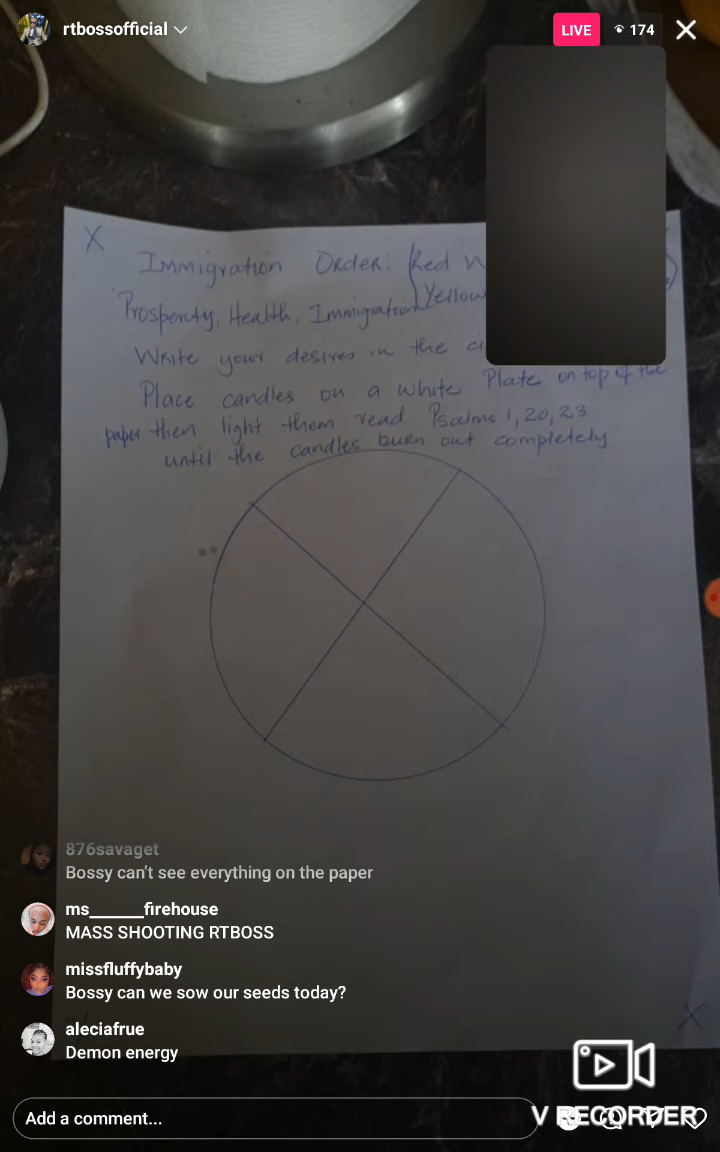 rtbossofficial
LIVE
174
X
Immigration Order: (Red
Prosperity, Health, Immigration Yellow
Write your desires in the
Place candles on a white Plate on top of the
paper then light them read Psalms 1, 20, 23
until the candles burn out completely
X
876savaget
Bossy can't see everything on the paper
ms______firehouse
MASS SHOOTING RTBOSS
missfluffybaby
Bossy can we sow our seeds today?
aleciafrue
Demon energy
Add a comment...
V RECORDER